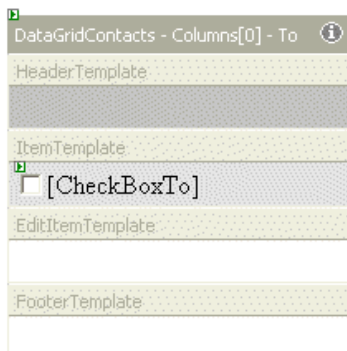 DataGridContacts - Columns[0] - To
HeaderTemplate
ItemTemplate
[CheckBoxTo]
EditItemTemplate
FooterTemplate